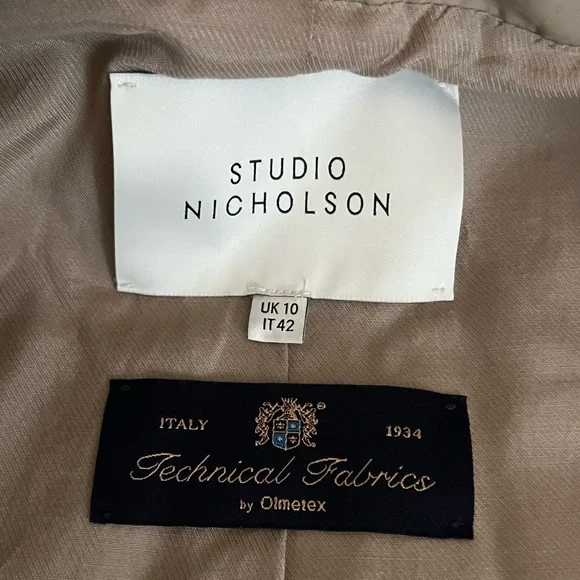 STUDIO
NICHOLSON
UK 10
IT 42
ITALY 1934
Technical Fabrics
by Olmetex